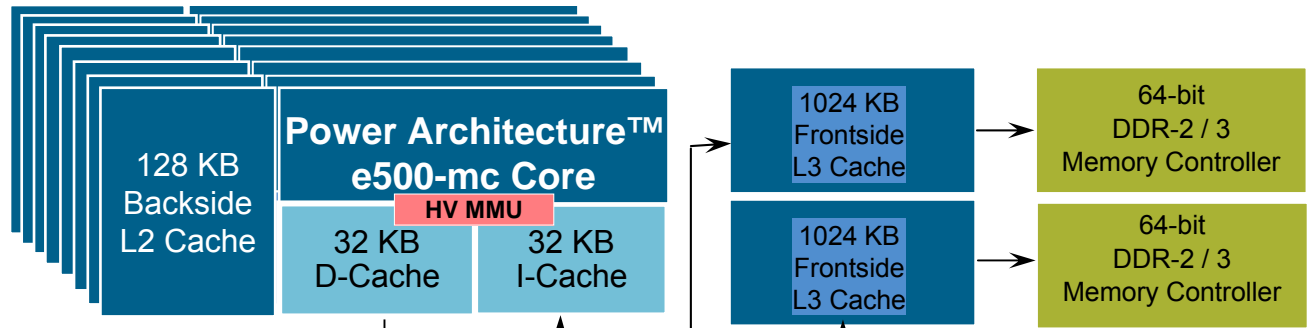 128 KB
Backside
L2 Cache
Power Architecture™
e500-mc Core
HV MMU
32 KB
D-Cache
32 KB
I-Cache
1024 KB
Frontside
L3 Cache
64-bit
DDR-2 / 3
Memory Controller
1024 KB
Frontside
L3 Cache
64-bit
DDR-2 / 3
Memory Controller